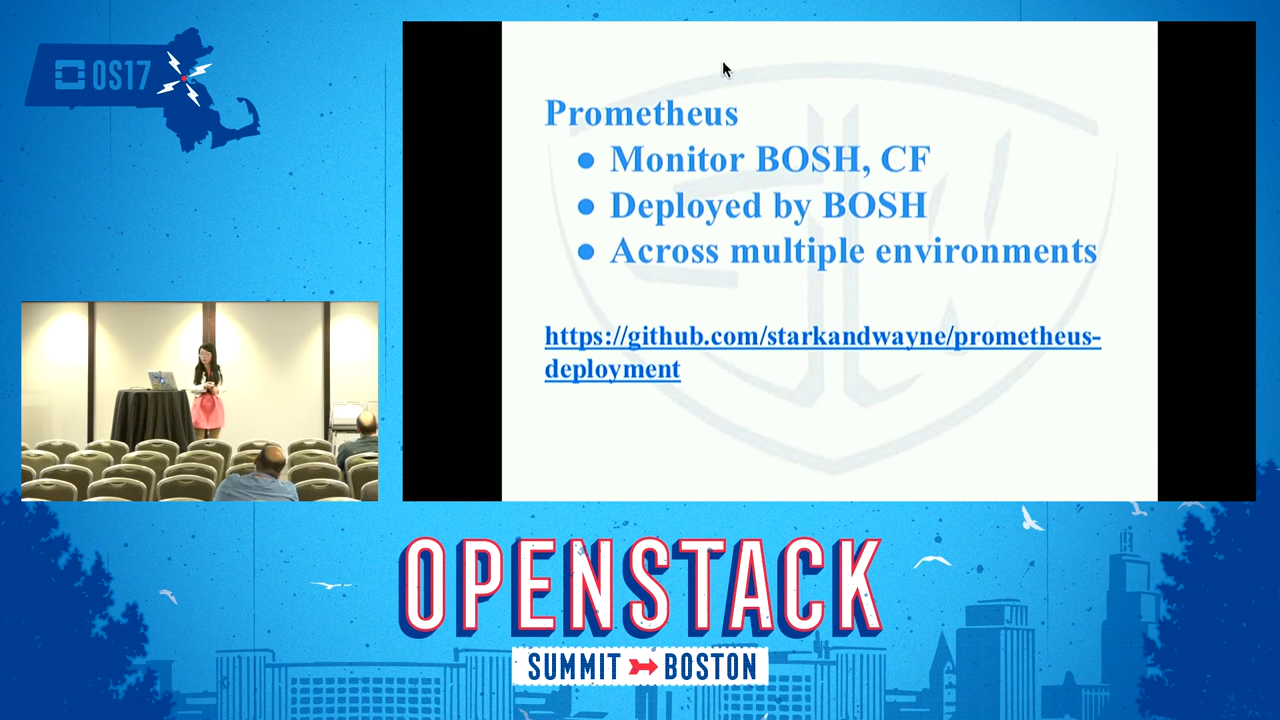 OS17
Prometheus
● Monitor BOSH, CF
● Deployed by BOSH
● Across multiple environments
https://github.com/starkandwayne/prometheus-
deployment
OPENSTACK
SUMMIT BOSTON